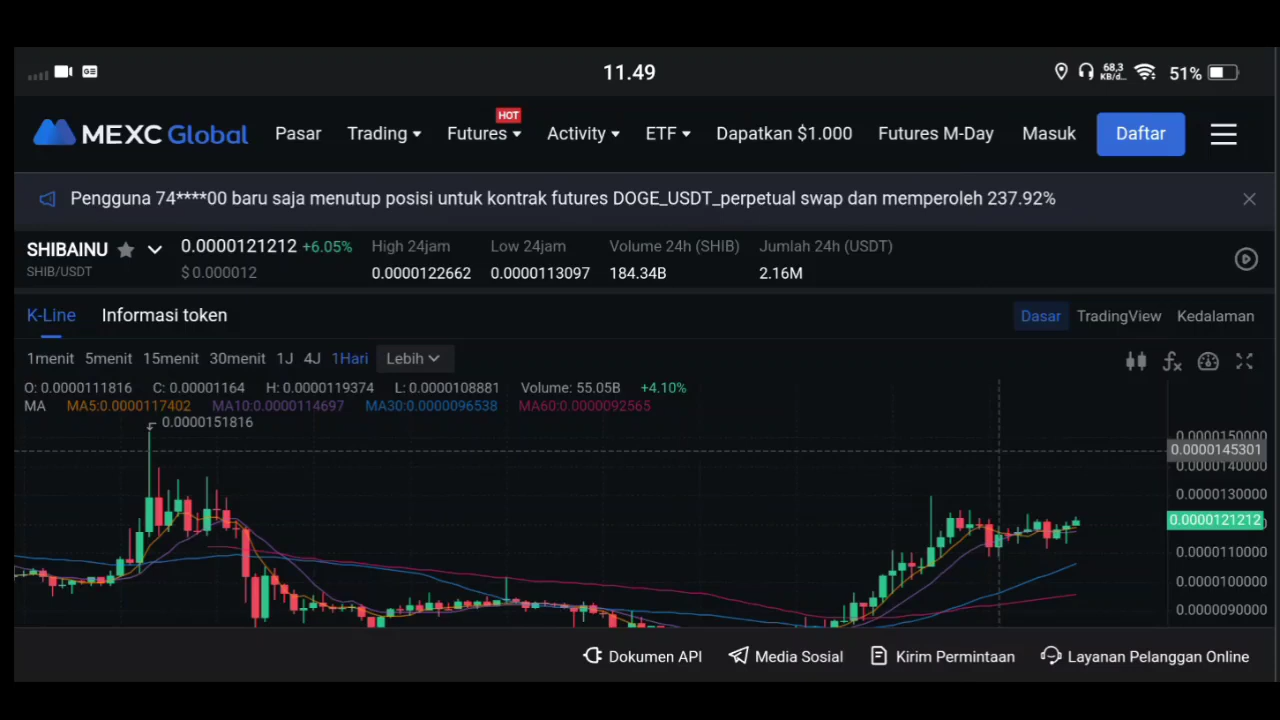 11.49
68,3
KB/d..
51%
MEXC Global
Pasar
Trading
Futures
HOT
Activity
ETF
Dapatkan $1.000
Futures M-Day
Masuk
Daftar
Pengguna 74****00 baru saja menutup posisi untuk kontrak futures DOGE_USDT_perpetual swap dan memperoleh 237.92%
SHIBAINU
SHIB/USDT
0.0000121212 +6.05%
$ 0.000012
High 24jam
0.0000122662
Low 24jam
0.0000113097
Volume 24h (SHIB)
184.34B
Jumlah 24h (USDT)
2.16M
K-Line
Informasi token
Dasar
TradingView
Kedalaman
1menit 5menit 15menit 30menit 1J 4J 1Hari Lebih
O: 0.0000111816 C: 0.00001164 H: 0.0000119374 L: 0.0000108881 Volume: 55.05B +4.10%
MA MA5:0.0000117402 MA10:0.0000114697 MA30:0.0000096538 MA60:0.0000092565
0.0000151816
0.0000150000
0.0000145301
0.0000140000
0.0000130000
0.0000121212
0.0000110000
0.0000100000
0.0000090000
Dokumen API
Media Sosial
Kirim Permintaan
Layanan Pelanggan Online